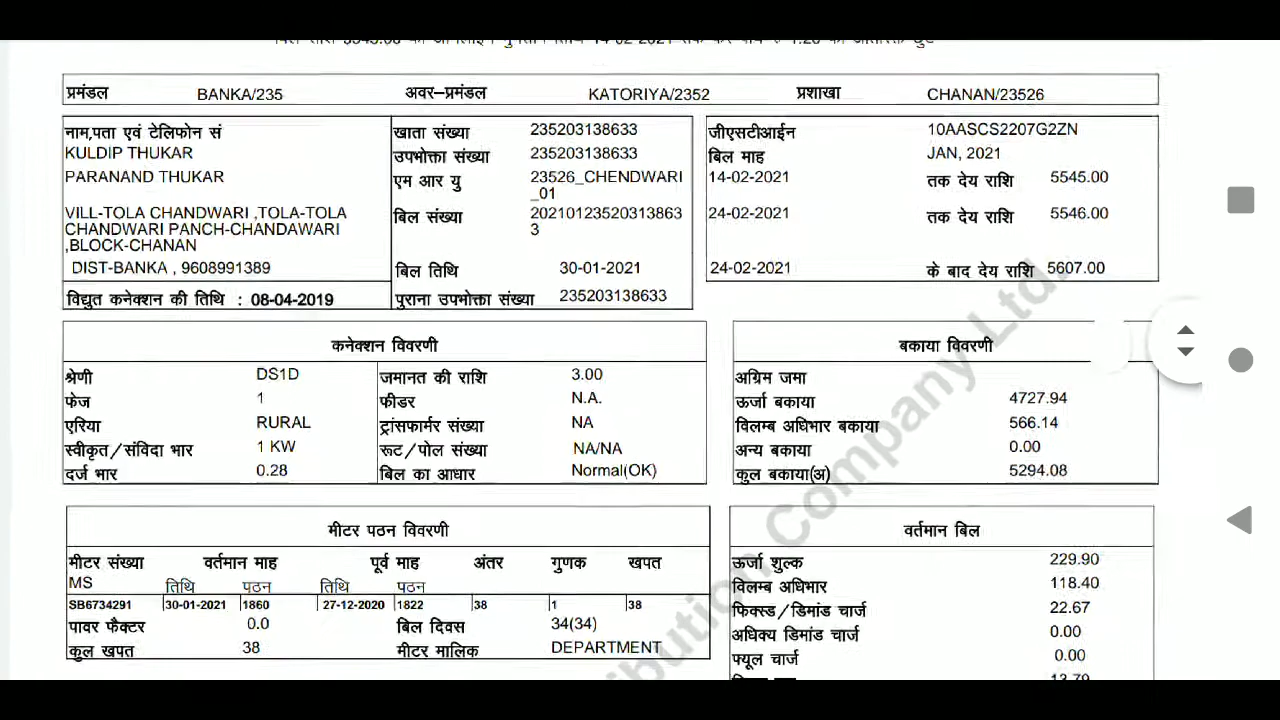 प्रमंडल BANKA/235 अवर–प्रमंडल KATORIYA/2352 प्रशाखा CHANAN/23526
नाम,पता एवं टेलिफोन सं
KULDIP THUKAR
PARANAND THUKAR
VILL-TOLA CHANDWARI ,TOLA-TOLA
CHANDWARI PANCH-CHANDAWARI
,BLOCK-CHANAN
DIST-BANKA , 9608991389
विद्युत कनेक्शन की तिथि : 08-04-2019
खाता संख्या 235203138633
उपभोक्ता संख्या 235203138633
एम आर यु 23526_CHENDWARI
_01
बिल संख्या 20210123520313863
3
बिल तिथि 30-01-2021
पुराना उपभोक्ता संख्या 235203138633
जीएसटीआईन 10AASCS2207G2ZN
बिल माह JAN, 2021
14-02-2021 तक देय राशि 5545.00
24-02-2021 तक देय राशि 5546.00
24-02-2021 के बाद देय राशि 5607.00
कनेक्शन विवरणी
श्रेणी DS1D जमानत की राशि 3.00
फेज 1 फीडर N.A.
एरिया RURAL ट्रांसफार्मर संख्या NA
स्वीकृत/संविदा भार 1 KW रूट/पोल संख्या NA/NA
दर्ज भार 0.28 बिल का आधार Normal(OK)
बकाया विवरणी
अग्रिम जमा
ऊर्जा बकाया 4727.94
विलम्ब अधिभार बकाया 566.14
अन्य बकाया 0.00
कुल बकाया(अ) 5294.08
मीटर पठन विवरणी
मीटर संख्या वर्तमान माह पूर्व माह अंतर गुणक खपत
MS तिथि पठन तिथि पठन
SB6734291 30-01-2021 1860 27-12-2020 1822 38 1 38
पावर फैक्टर 0.0 बिल दिवस 34(34)
कुल खपत 38 मीटर मालिक DEPARTMENT
वर्तमान बिल
ऊर्जा शुल्क 229.90
विलम्ब अधिभार 118.40
फिक्स्ड/डिमांड चार्ज 22.67
अधिक्य डिमांड चार्ज 0.00
फ्यूल चार्ज 0.00
13.79
Company Ltd.